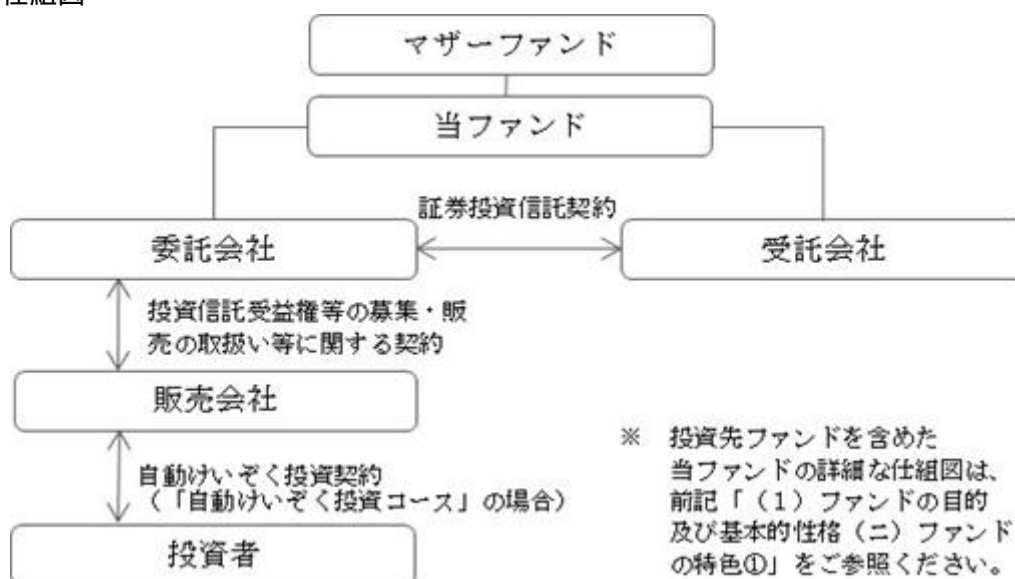 マザーファンド
当ファンド
証券投資信託契約
委託会社
受託会社
投資信託受益権等の募集・販
売の取扱い等に関する契約
販売会社
自動けいぞく投資契約
（「自動けいぞく投資コース」の場合）
投資者
※ 投資先ファンドを含めた
当ファンドの詳細な仕組図は、
前記「（１）ファンドの目的
及び基本的性格（ニ）ファンド
の特色①」をご参照ください。